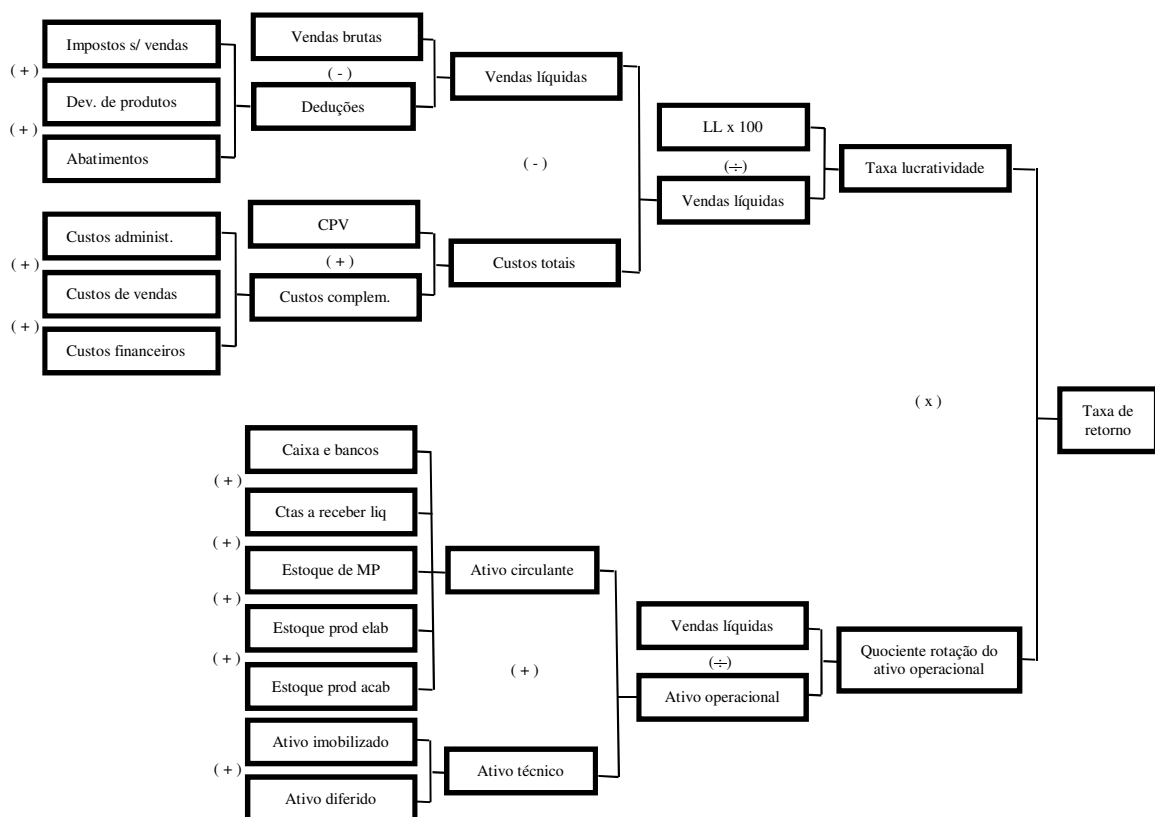 Impostos s/ vendas
( + )
Dev. de produtos
( + )
Abatimentos
Vendas brutas
( - )
Deduções
Vendas líquidas
( - )
Custos administ.
( + )
Custos de vendas
( + )
Custos financeiros
CPV
( + )
Custos complem.
Custos totais
LL x 100
(÷)
Vendas líquidas
Taxa lucratividade
( x )
Taxa de
retorno
Caixa e bancos
( + )
Ctas a receber liq
( + )
Estoque de MP
( + )
Estoque prod elab
( + )
Estoque prod acab
Ativo imobilizado
( + )
Ativo diferido
Ativo circulante
( + )
Ativo técnico
Vendas líquidas
(÷)
Ativo operacional
Quociente rotação do
ativo operacional